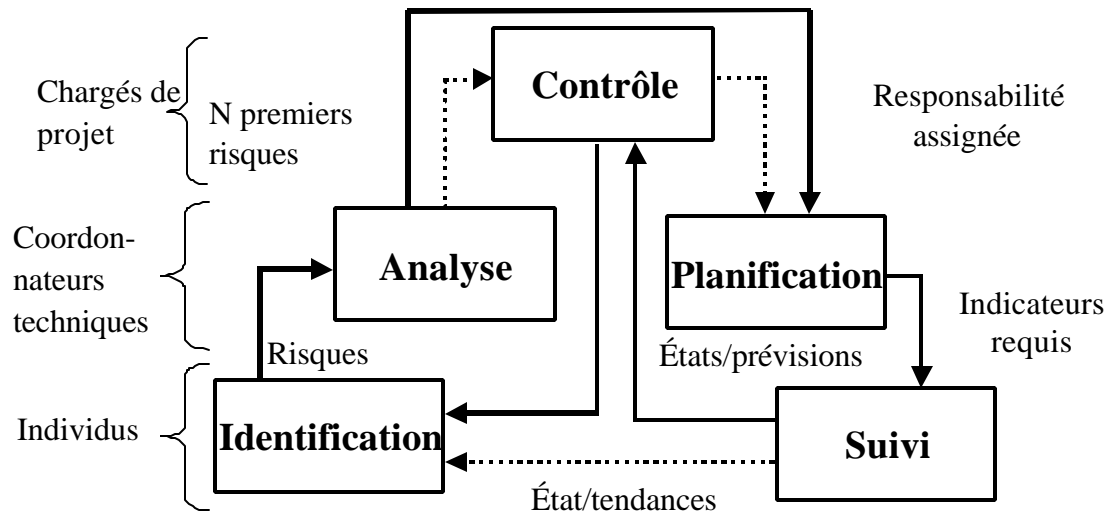 Contrôle
Chargés de
projet
N premiers
risques
Responsabilité
assignée
Coordon-
nateurs
techniques
Analyse
Planification
Indicateurs
requis
Risques
États/prévisions
Individus
Identification
Suivi
État/tendances